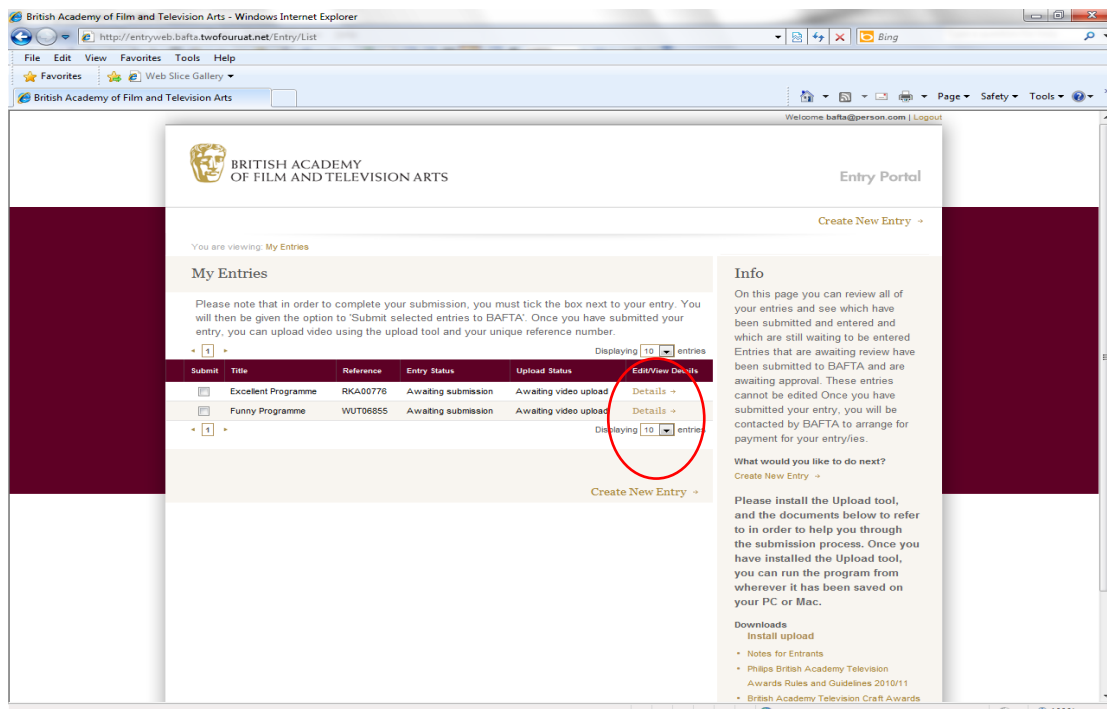 British Academy of Film and Television Arts - Windows Internet Explorer
http://entryweb.bafta.twofouruat.net/Entry/List
Bing
File Edit View Favorites Tools Help
Favorites Web Slice Gallery
British Academy of Film and Television Arts
Page Safety Tools
Welcome bafta@person.com | Logout
BRITISH ACADEMY
OF FILM AND TELEVISION ARTS
Entry Portal
Create New Entry →
You are viewing: My Entries
My Entries
Please note that in order to complete your submission, you must tick the box next to your entry. You
will then be given the option to 'Submit selected entries to BAFTA'. Once you have submitted your
entry, you can upload video using the upload tool and your unique reference number.
1 Displaying 10 entries
Submit Title Reference Entry Status Upload Status Edit/View Details
Excellent Programme RKA00776 Awaiting submission Awaiting video upload Details →
Funny Programme WUT06855 Awaiting submission Awaiting video upload Details →
1 Displaying 10 entries
Create New Entry →
Info
On this page you can review all of
your entries and see which have
been submitted and entered and
which are still waiting to be entered
Entries that are awaiting review have
been submitted to BAFTA and are
awaiting approval. These entries
cannot be edited Once you have
submitted your entry, you will be
contacted by BAFTA to arrange for
payment for your entry/ies.
What would you like to do next?
Create New Entry →
Please install the Upload tool,
and the documents below to refer
to in order to help you through
the submission process. Once you
have installed the Upload tool,
you can run the program from
wherever it has been saved on
your PC or Mac.
Downloads
Install upload
• Notes for Entrants
• Philips British Academy Television
Awards Rules and Guidelines 2010/11
• British Academy Television Craft Awards